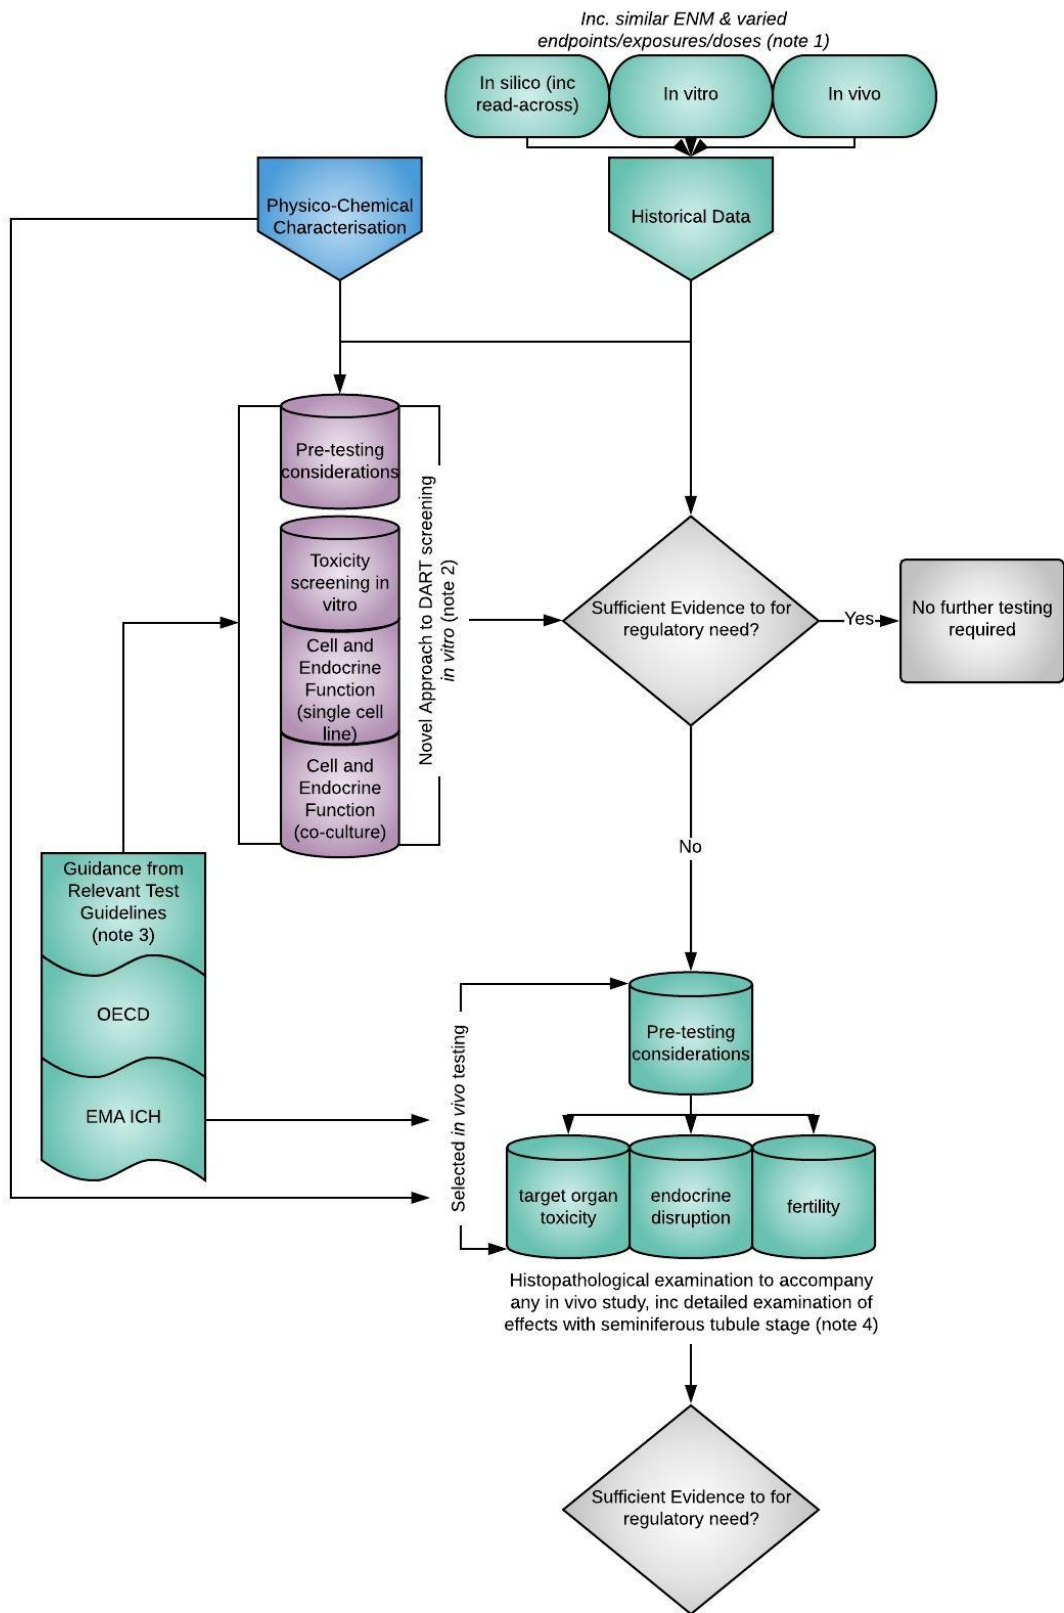 Inc. similar ENM & varied
endpoints/exposures/doses (note 1)
In silico (inc
read-across)
In vitro
In vivo
Physico-Chemical
Characterisation
Historical Data
Pre-testing
considerations
Toxicity
screening in
vitro
Cell and
Endocrine
Function
(single cell
line)
Cell and
Endocrine
Function
(co-culture)
Novel Approach to DART screening
in vitro (note 2)
Sufficient Evidence to for
regulatory need?
Yes
No further testing
required
No
Guidance from
Relevant Test
Guidelines
(note 3)
OECD
EMA ICH
Selected in vivo testing
Pre-testing
considerations
target organ
toxicity
endocrine
disruption
fertility
Histopathological examination to accompany
any in vivo study, inc detailed examination of
effects with seminiferous tubule stage (note 4)
Sufficient Evidence to for
regulatory need?